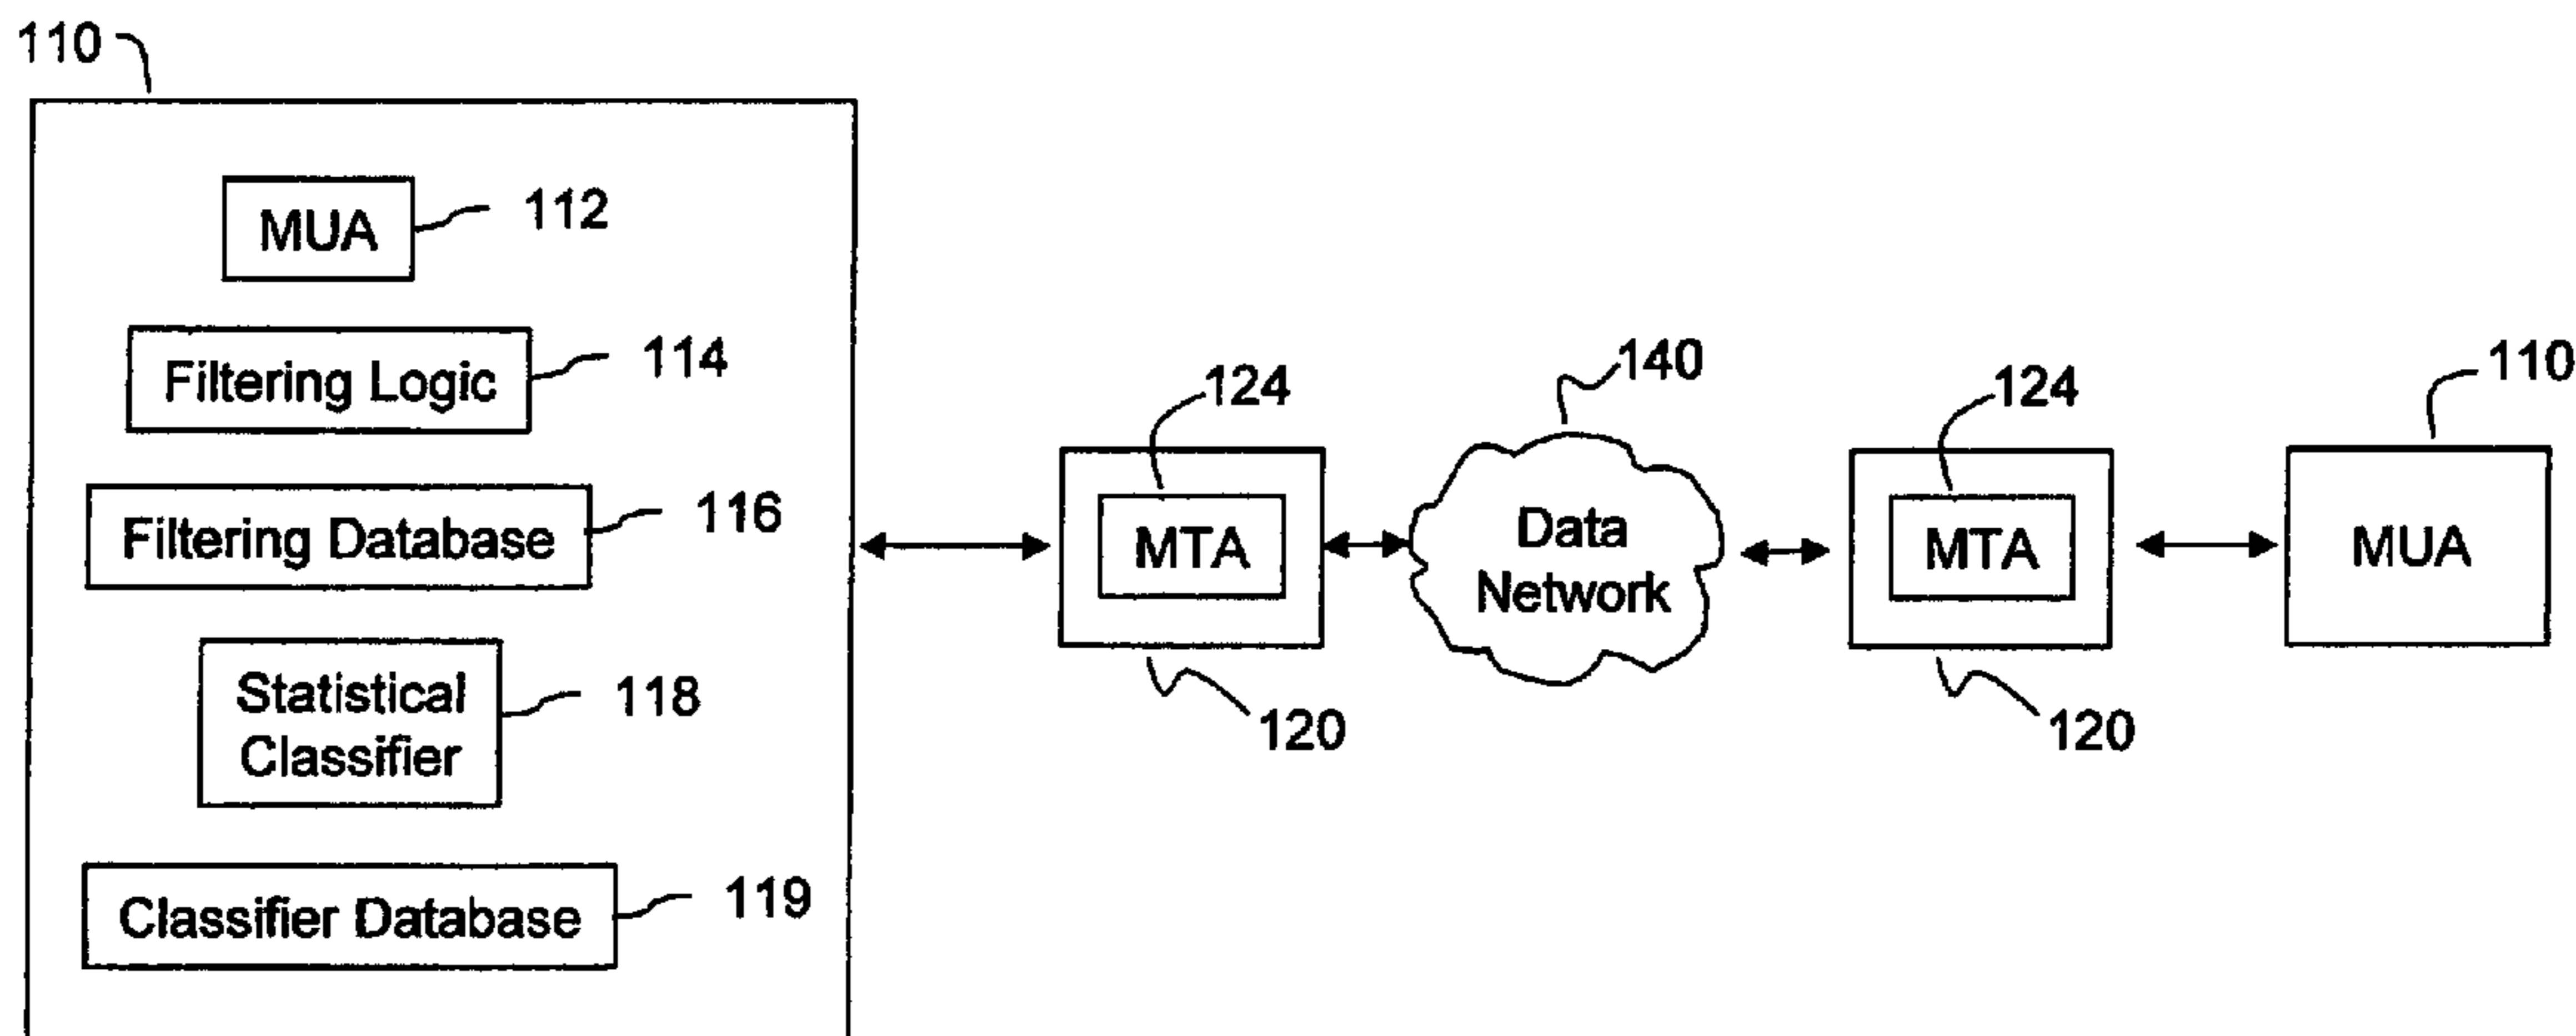 110
MUA
112
Filtering Logic
114
Filtering Database
116
Statistical
Classifier
118
Classifier Database
119
124
MTA
120
140
Data
Network
124
MTA
120
110
MUA